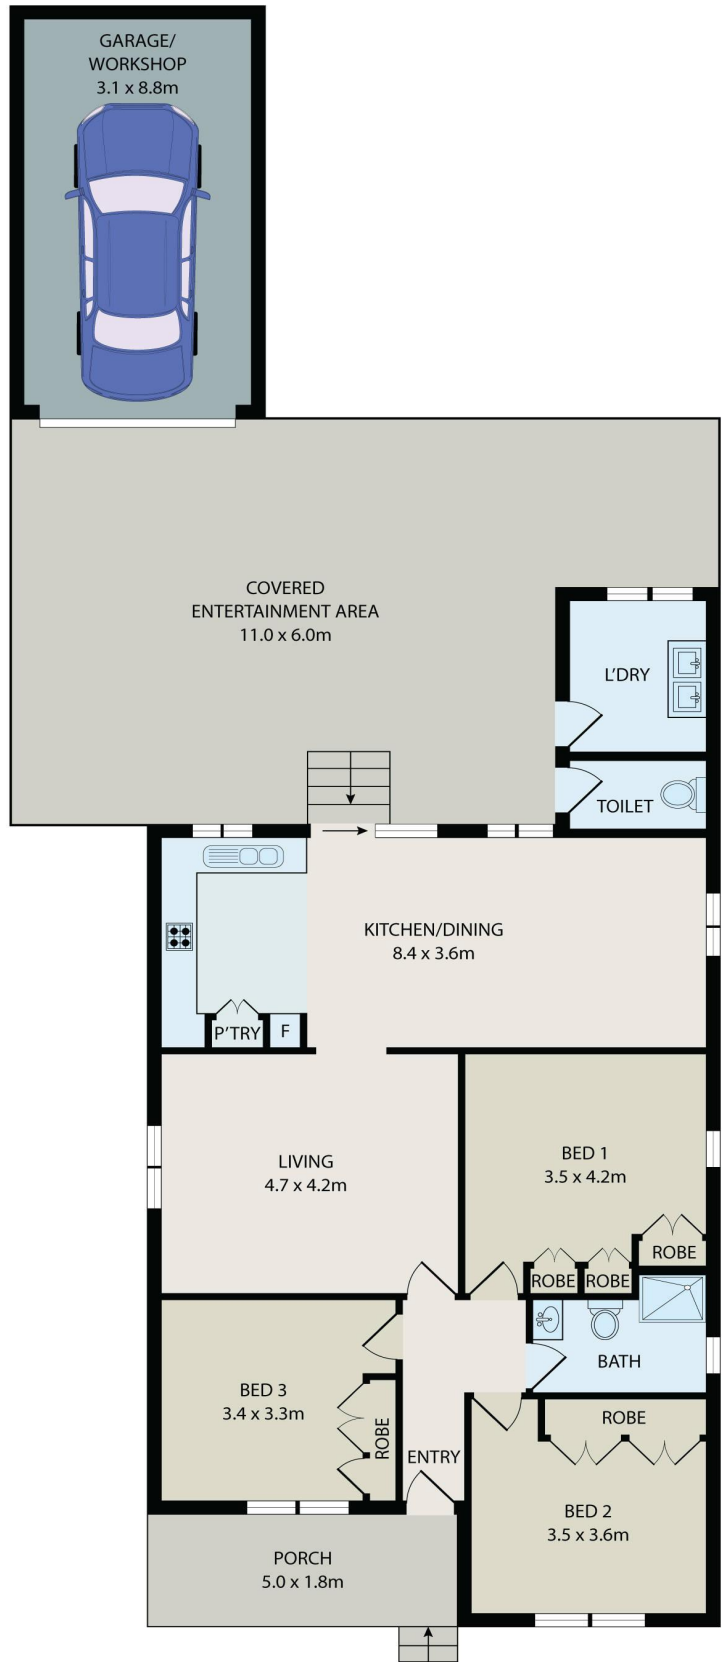 GARAGE/
WORKSHOP
3.1 x 8.8m
COVERED
ENTERTAINMENT AREA
11.0 x 6.0m
L'DRY
TOILET
KITCHEN/DINING
8.4 x 3.6m
P'TRY
F
LIVING
4.7 x 4.2m
BED 1
3.5 x 4.2m
ROBE
ROBE
ROBE
BATH
BED 3
3.4 x 3.3m
ROBE
ROBE
ENTRY
BED 2
3.5 x 3.6m
PORCH
5.0 x 1.8m